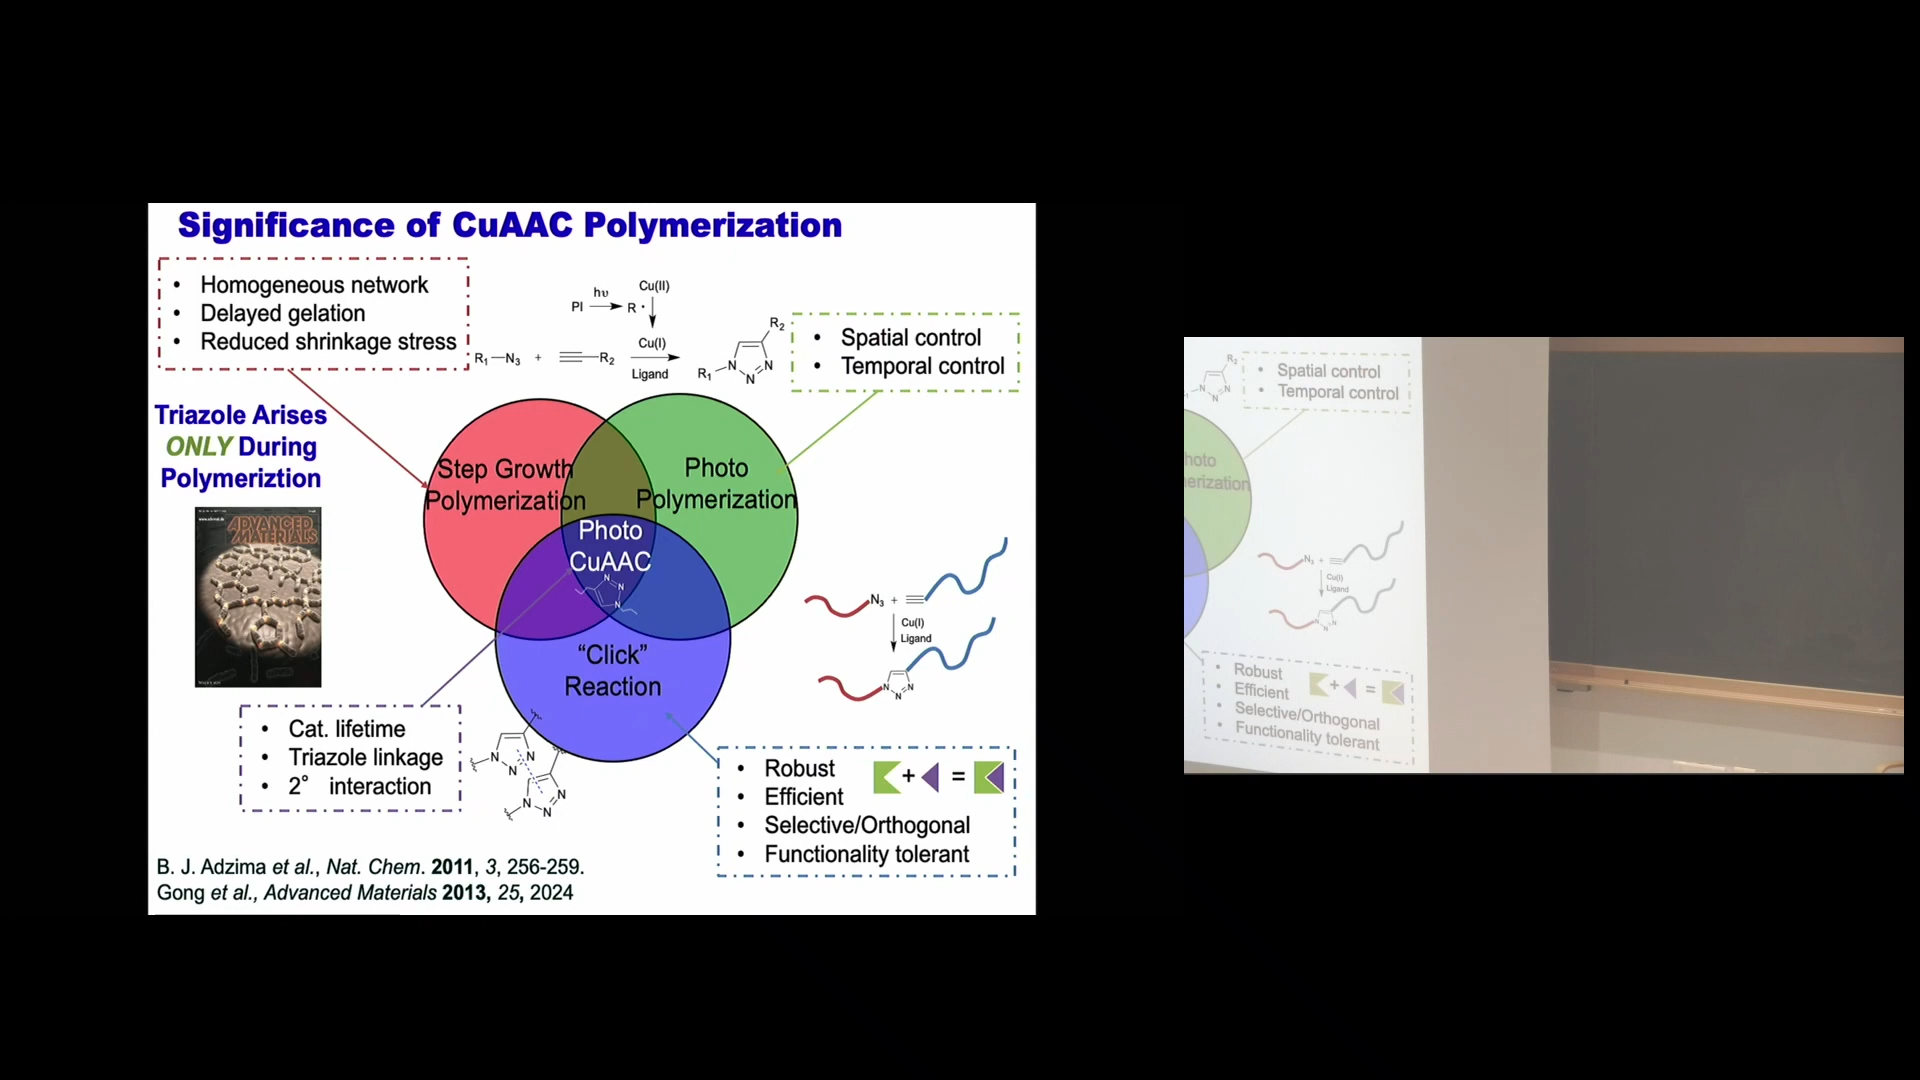 Significance of CuAAC Polymerization
• Homogeneous network
• Delayed gelation
• Reduced shrinkage stress
PI hυ R · Cu(II)
R1—N3 + R2 Cu(I) Ligand
R1 N N N R2
• Spatial control
• Temporal control
Triazole Arises
ONLY During
Polymeriztion
ADVANCED
MATERIALS
Step Growth
Polymerization
Photo
Polymerization
Photo
CuAAC
N N N
"Click"
Reaction
N3 +
Cu(I)
Ligand
N N N
• Cat. lifetime
• Triazole linkage
• 2° interaction
N N N
N N N
• Robust
• Efficient
• Selective/Orthogonal
• Functionality tolerant
+ =
B. J. Adzima et al., Nat. Chem. 2011, 3, 256-259.
Gong et al., Advanced Materials 2013, 25, 2024
R2
N N N
• Spatial control
• Temporal control
hoto
erization
N3 +
Cu(I)
Ligand
N N N
• Robust
• Efficient
• Selective/Orthogonal
• Functionality tolerant
+ =